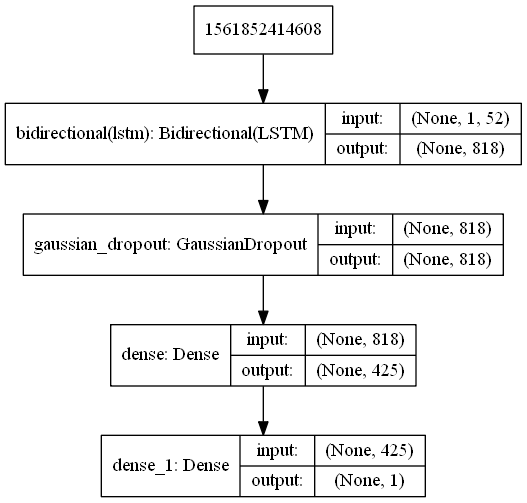 1561852414608
bidirectional(lstm): Bidirectional(LSTM)
input: (None, 1, 52)
output: (None, 818)
gaussian_dropout: GaussianDropout
input: (None, 818)
output: (None, 818)
dense: Dense
input: (None, 818)
output: (None, 425)
dense_1: Dense
input: (None, 425)
output: (None, 1)